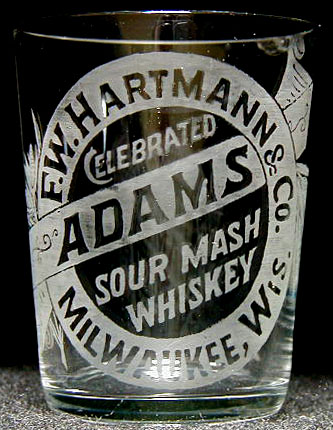 F.W. HARTMANN & Co.
CELEBRATED
ADAMS
SOUR MASH
WHISKEY
MILWAUKEE, WIS.